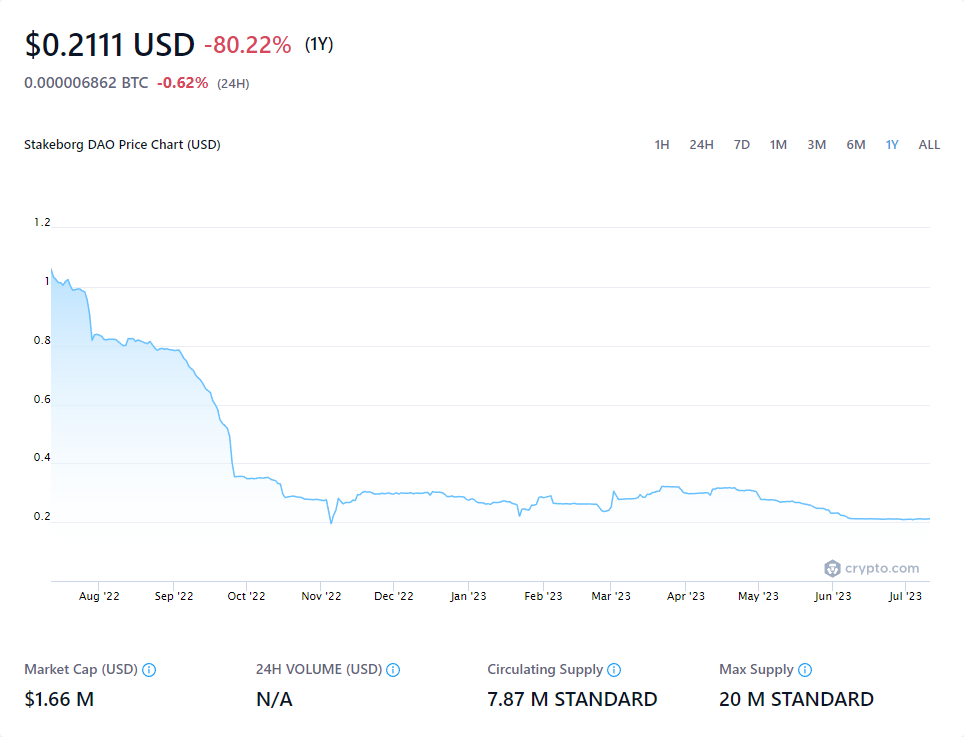 $0.2111 USD -80.22% (1Y)
0.000006862 BTC -0.62% (24H)
Stakeborg DAO Price Chart (USD)
1H 24H 7D 1M 3M 6M 1Y ALL
1.2
1
0.8
0.6
0.4
0.2
crypto.com
Aug '22 Sep '22 Oct '22 Nov '22 Dec '22 Jan '23 Feb '23 Mar '23 Apr '23 May '23 Jun '23 Jul '23
Market Cap (USD) 24H VOLUME (USD) Circulating Supply Max Supply
$1.66 M N/A 7.87 M STANDARD 20 M STANDARD